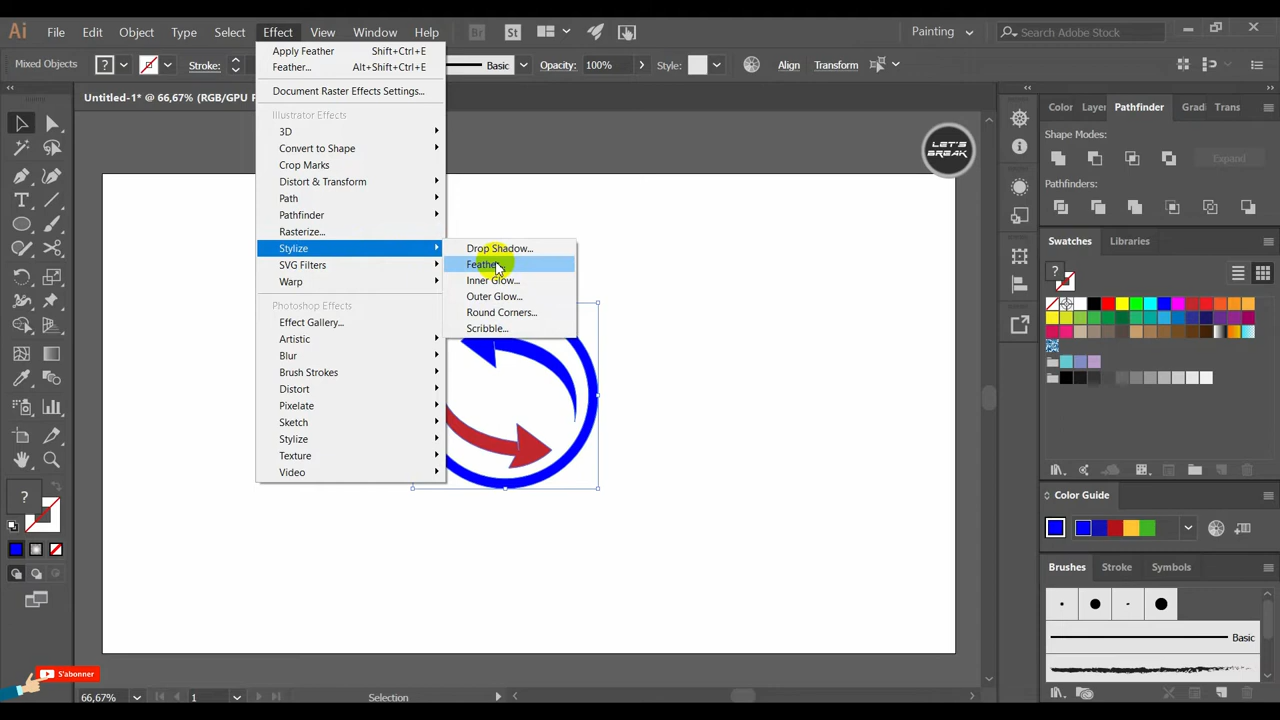 Ai File Edit Object Type Select Effect View Window Help Br St Painting Search Adobe Stock
Mixed Objects ? Stroke: Basic Opacity: 100% Style: Align Transform
Untitled-1* @ 66,67% (RGB/GPU
Apply Feather Shift+Ctrl+E
Feather... Alt+Shift+Ctrl+E
Document Raster Effects Settings...
Illustrator Effects
3D
Convert to Shape
Crop Marks
Distort & Transform
Path
Pathfinder
Rasterize...
Stylize
SVG Filters
Warp
Photoshop Effects
Effect Gallery...
Artistic
Blur
Brush Strokes
Distort
Pixelate
Sketch
Stylize
Texture
Video
Drop Shadow...
Feather...
Inner Glow...
Outer Glow...
Round Corners...
Scribble...
LET'S
BREAK
Color Layer Pathfinder Gradi Trans
Shape Modes:
Expand
Pathfinders:
Swatches Libraries
?
Color Guide
Brushes Stroke Symbols
Basic
?
S'abonner
66,67% 1 Selection